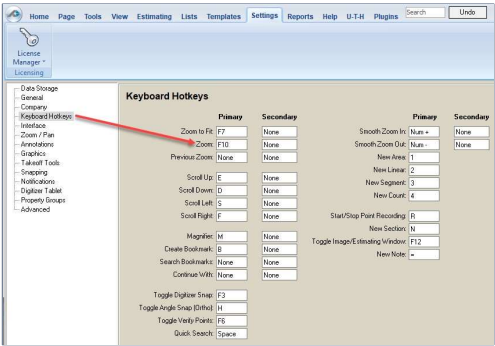 Home Page Tools View Estimating Lists Templates Settings Reports Help U-T-H Plugins Search Undo
License
Manager
Licensing
Data Storage
General
Company
Keyboard Hotkeys
Interface
Zoom / Pan
Annotations
Graphics
Takeoff Tools
Snapping
Notifications
Digitizer Tablet
Property Groups
Advanced
Keyboard Hotkeys
Primary Secondary
Zoom to Fit: F7 None
Zoom: F10 None
Previous Zoom: None None
Scroll Up: E None
Scroll Down: D None
Scroll Left: S None
Scroll Right: F None
Magnifier: M None
Create Bookmark: B None
Search Bookmarks: None None
Continue With: None None
Toggle Digitizer Snap: F3
Toggle Angle Snap (Ortho): H
Toggle Verify Points: F6
Quick Search: Space
Primary Secondary
Smooth Zoom In: Num + None
Smooth Zoom Out: Num - None
New Area: 1
New Linear: 2
New Segment: 3
New Count: 4
Start/Stop Point Recording: R
New Section: N
Toggle Image/Estimating Window: F12
New Note: =